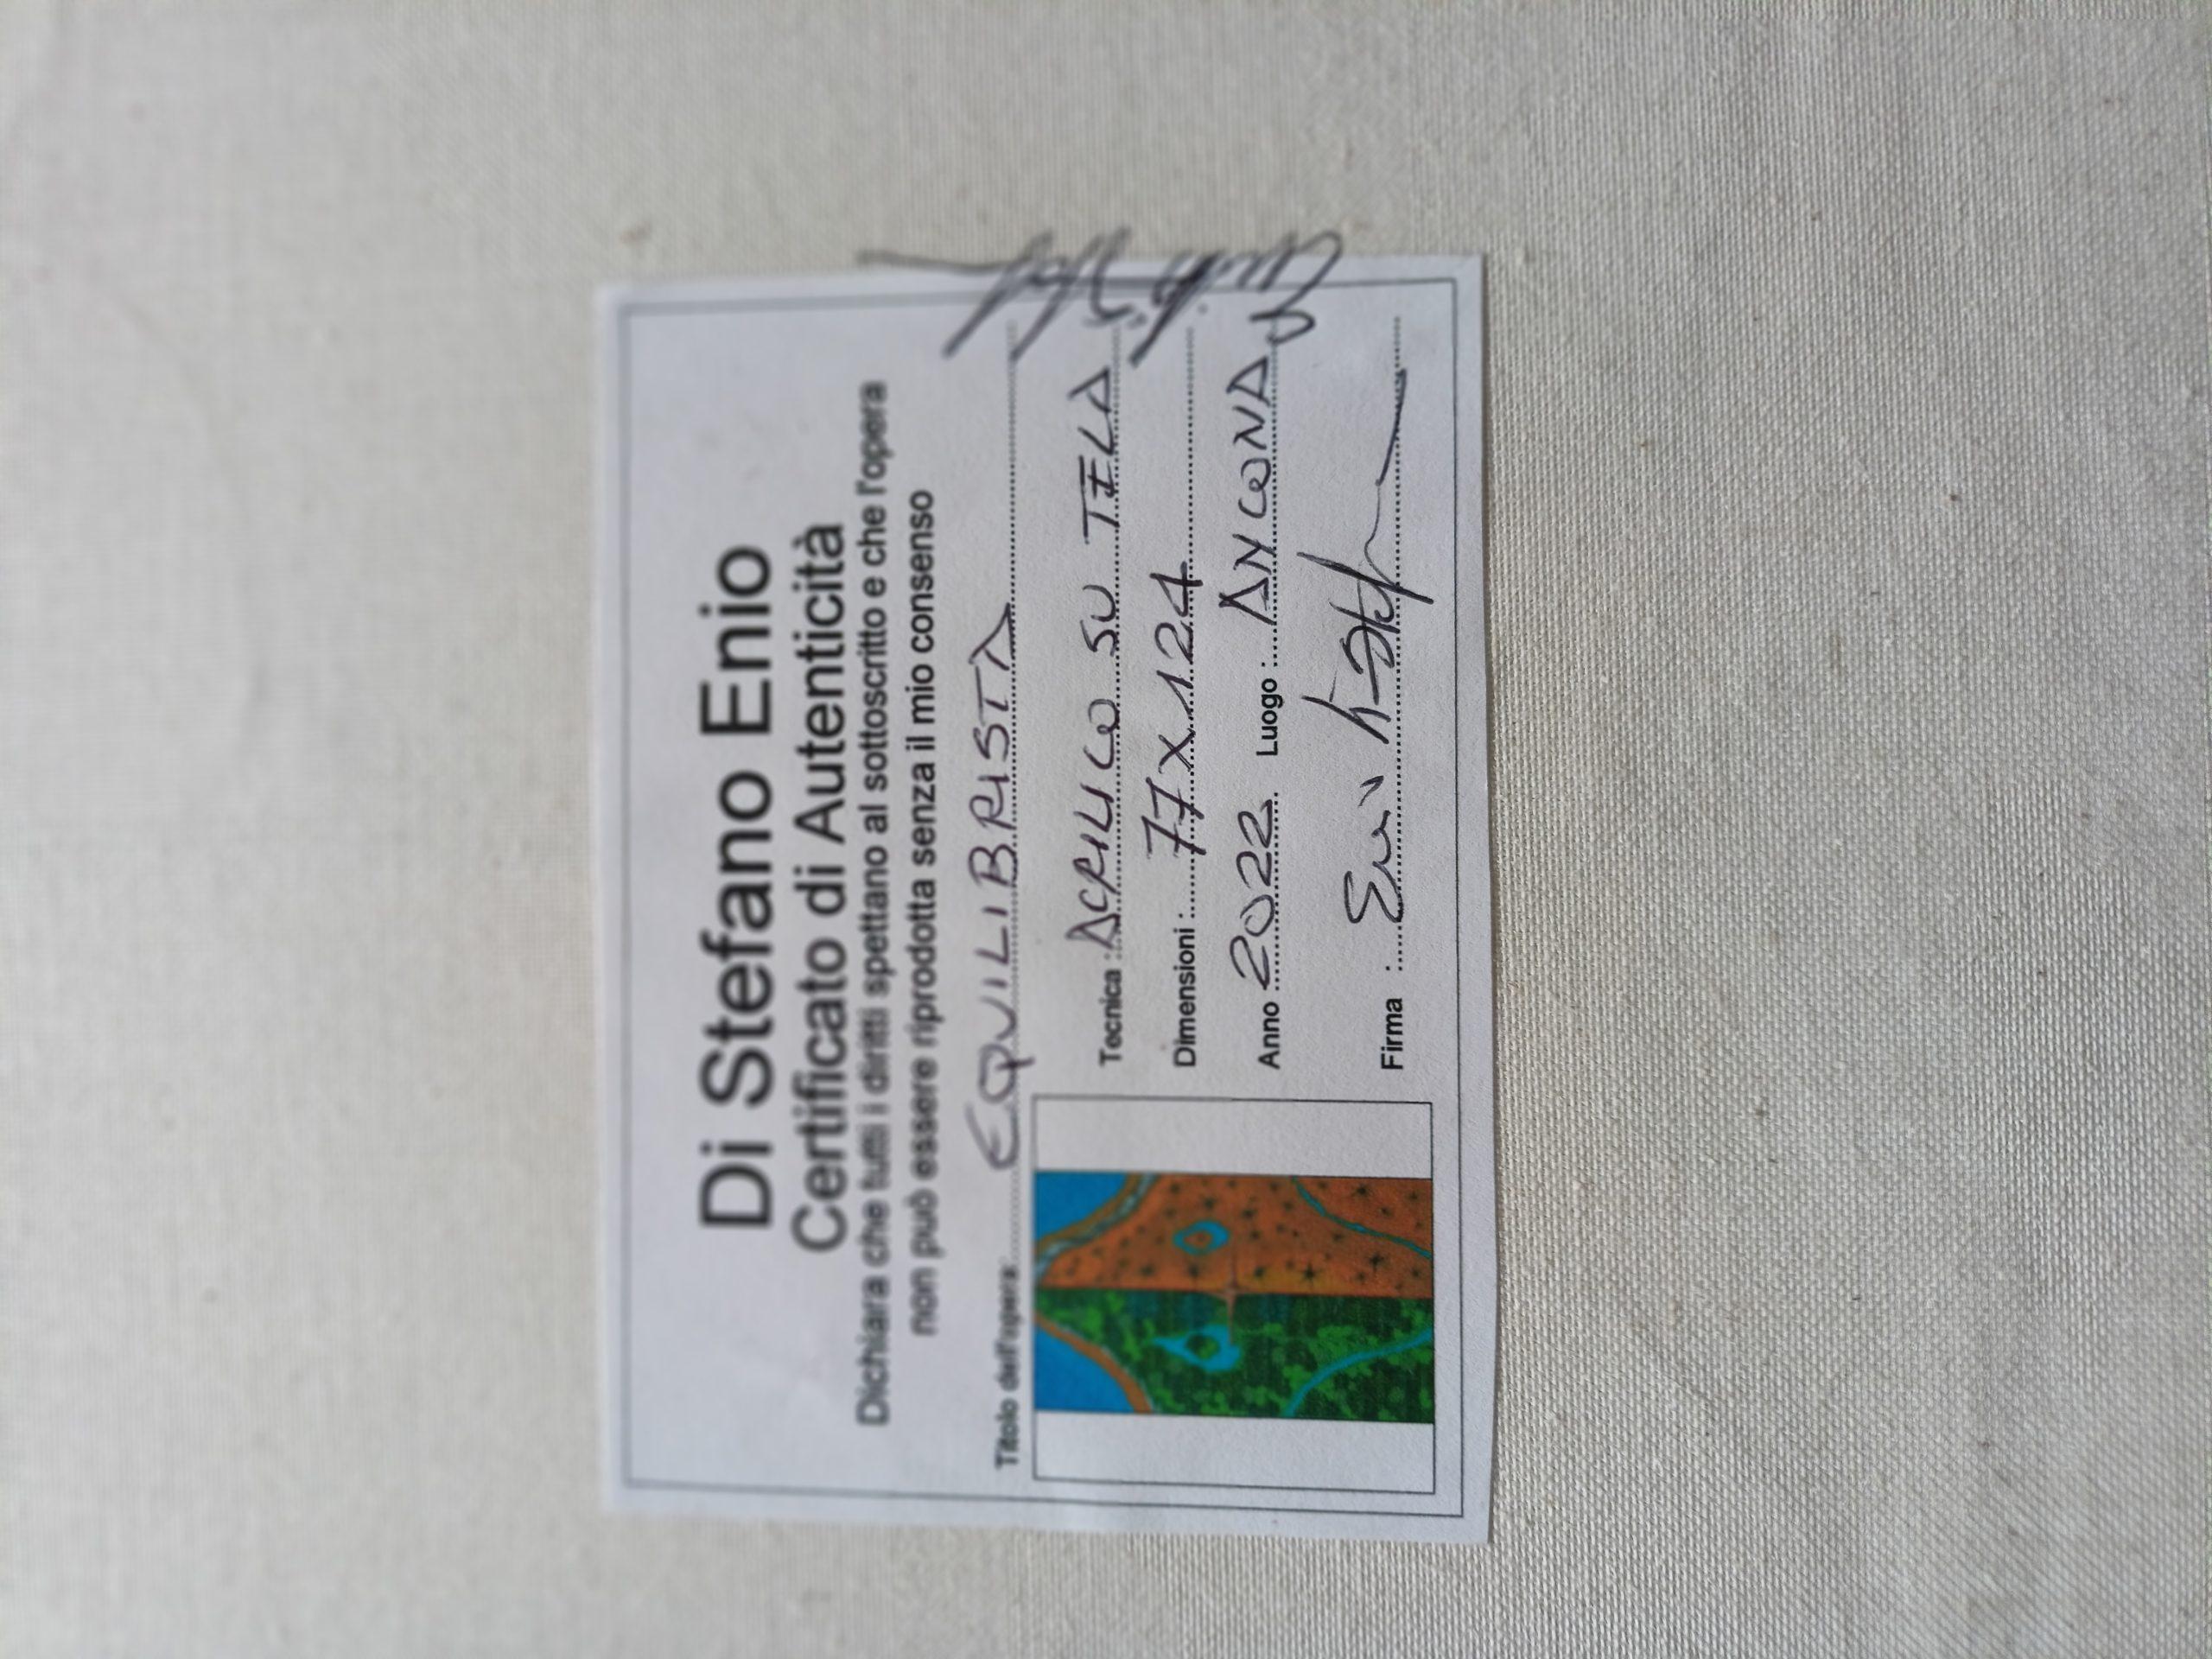 Di Stefano Enio
Certificato di Autenticità
Dichiara che tutti i diritti spettano al sottoscritto e che l'opera
non può essere riprodotta senza il mio consenso
Titolo dell'opera: EQUILIBRISTA
Tecnica : ACRILICO SU TELA
Dimensioni : 77X124
Anno 2022 Luogo : ANCONA
Firma :